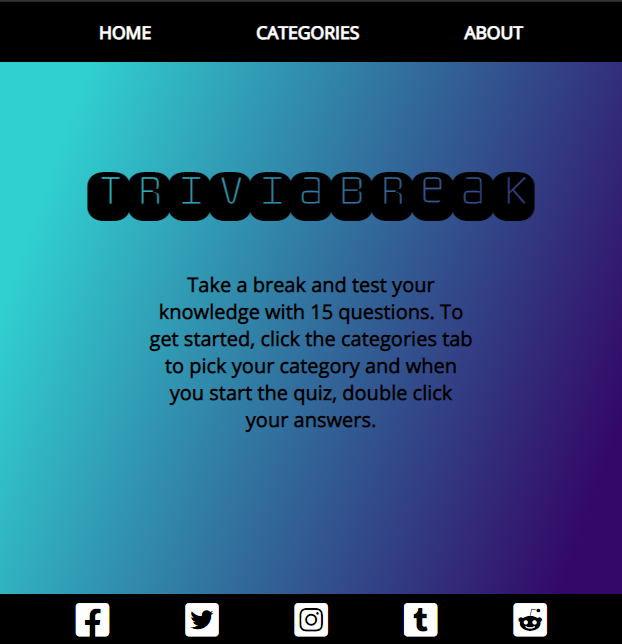 HOME CATEGORIES ABOUT
TRIVIaBReaK
Take a break and test your
knowledge with 15 questions. To
get started, click the categories tab
to pick your category and when
you start the quiz, double click
your answers.